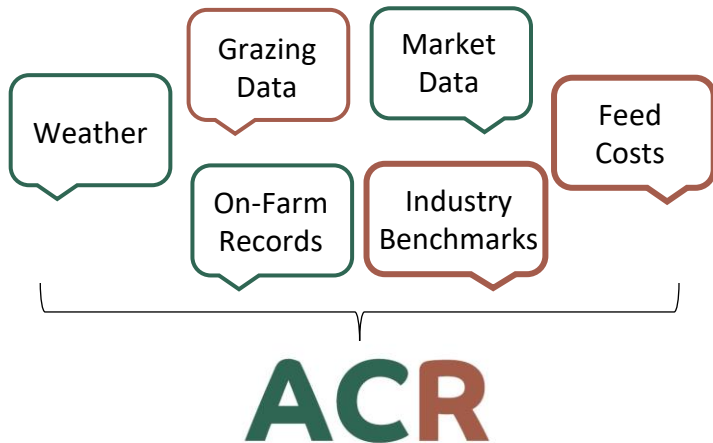 Grazing
Data
Market
Data
Weather
Feed
Costs
On-Farm
Records
Industry
Benchmarks
ACR